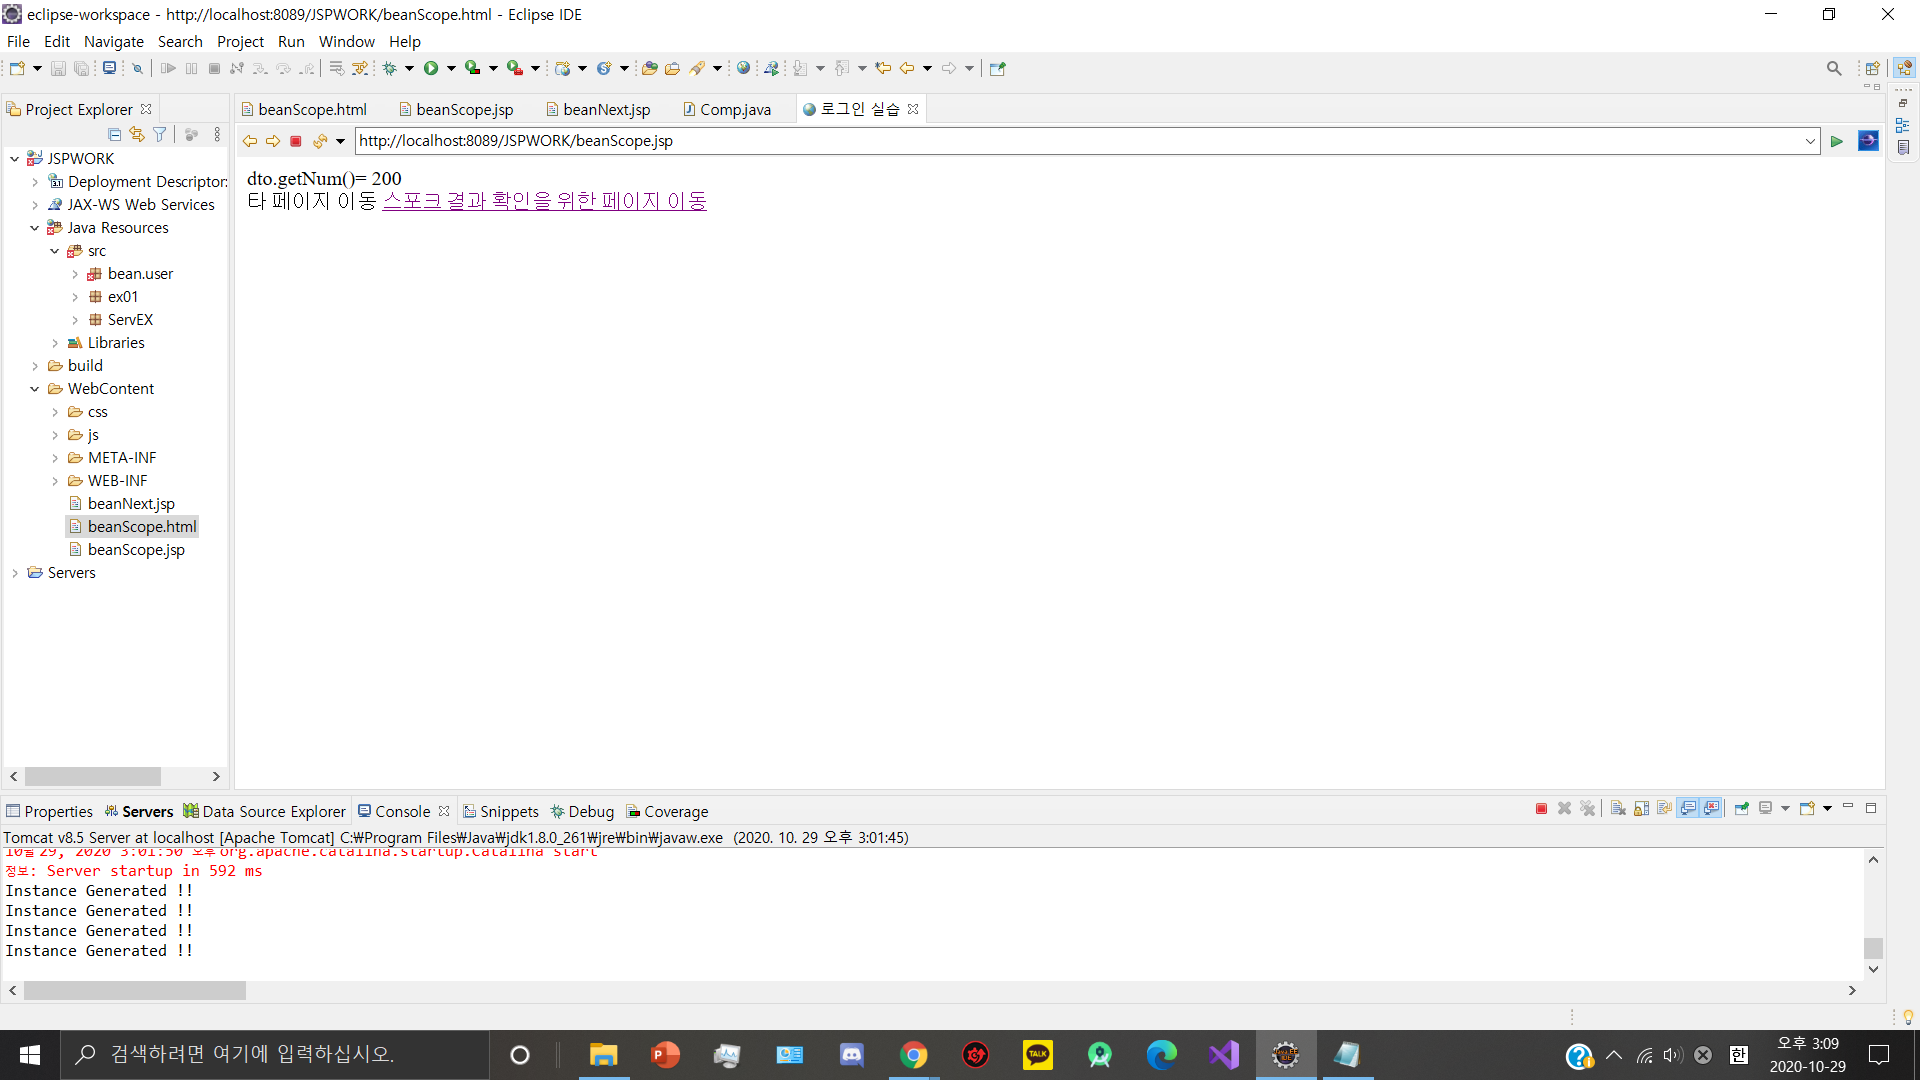 eclipse-workspace - http://localhost:8089/JSPWORK/beanScope.html - Eclipse IDE
File Edit Navigate Search Project Run Window Help
Project Explorer
beanScope.html beanScope.jsp beanNext.jsp Comp.java 로그인 실습
http://localhost:8089/JSPWORK/beanScope.jsp
JSPWORK
Deployment Descriptor:
JAX-WS Web Services
Java Resources
src
bean.user
ex01
ServEX
Libraries
build
WebContent
css
js
META-INF
WEB-INF
beanNext.jsp
beanScope.html
beanScope.jsp
Servers
dto.getNum()= 200
타 페이지 이동 스포크 결과 확인을 위한 페이지 이동
Properties Servers Data Source Explorer Console Snippets Debug Coverage
Tomcat v8.5 Server at localhost [Apache Tomcat] C:₩Program Files₩Java₩jdk1.8.0_261₩jre₩bin₩javaw.exe (2020. 10. 29 오후 3:01:45)
10월 29, 2020 3:01:50 오후 org.apache.catalina.startup.Catalina start
정보: Server startup in 592 ms
Instance Generated !!
Instance Generated !!
Instance Generated !!
Instance Generated !!
검색하려면 여기에 입력하십시오.
TALK
한
오후 3:09
2020-10-29